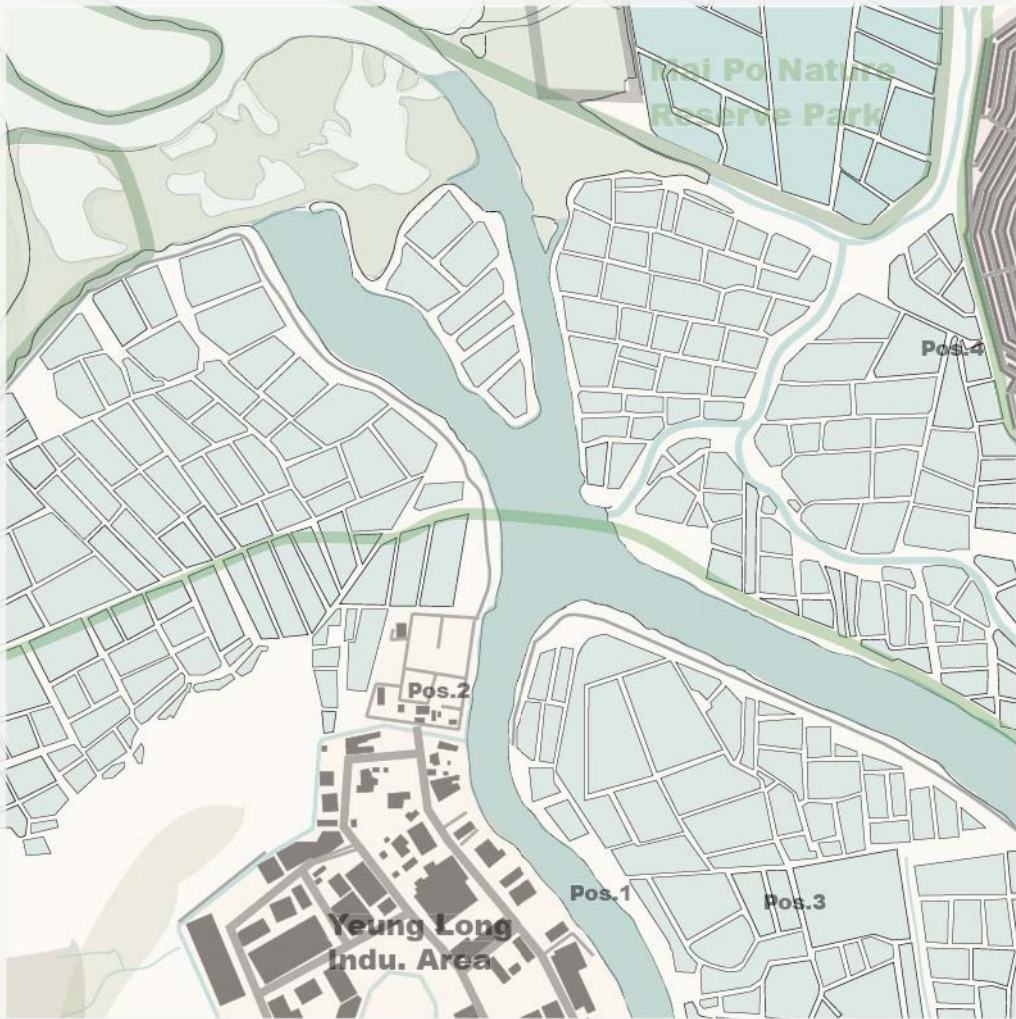 Mai Po Nature
Reserve Park
Pos.4
Pos.2
Pos.1
Pos.3
Yeung Long
Indu. Area